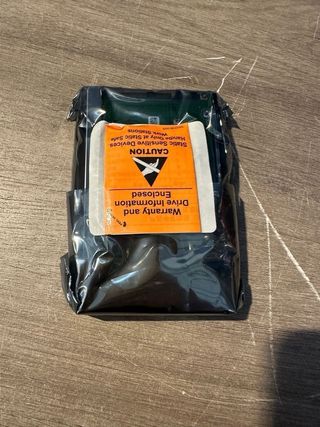 Warranty and
Drive Information
Enclosed
CAUTION
Static Sensitive Devices
Handle Only at Static Safe
Work Stations